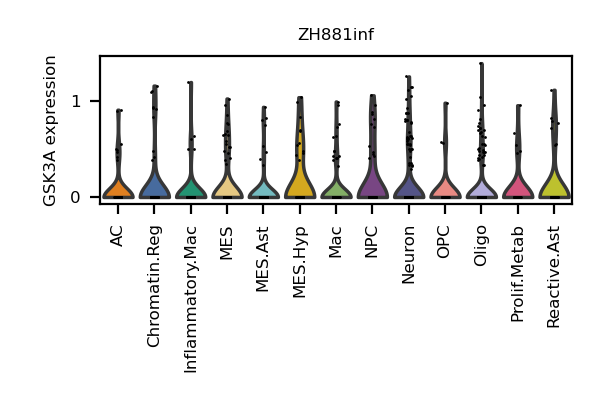 ZH881inf
GSK3A expression
1
0
AC
Chromatin.Reg
Inflammatory.Mac
MES
MES.Ast
MES.Hyp
Mac
NPC
Neuron
OPC
Oligo
Prolif.Metab
Reactive.Ast